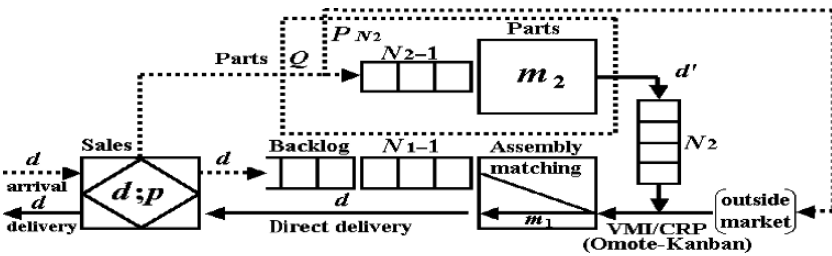 P N2
Parts
Parts
Q
N2-1
m2
d'
Sales
N2
d
d
Backlog
N1-1
Assembly
arrival
matching
d;p
d
d
delivery
Direct delivery
m1
outside
market
VMI/CRP
(Omote-Kanban)